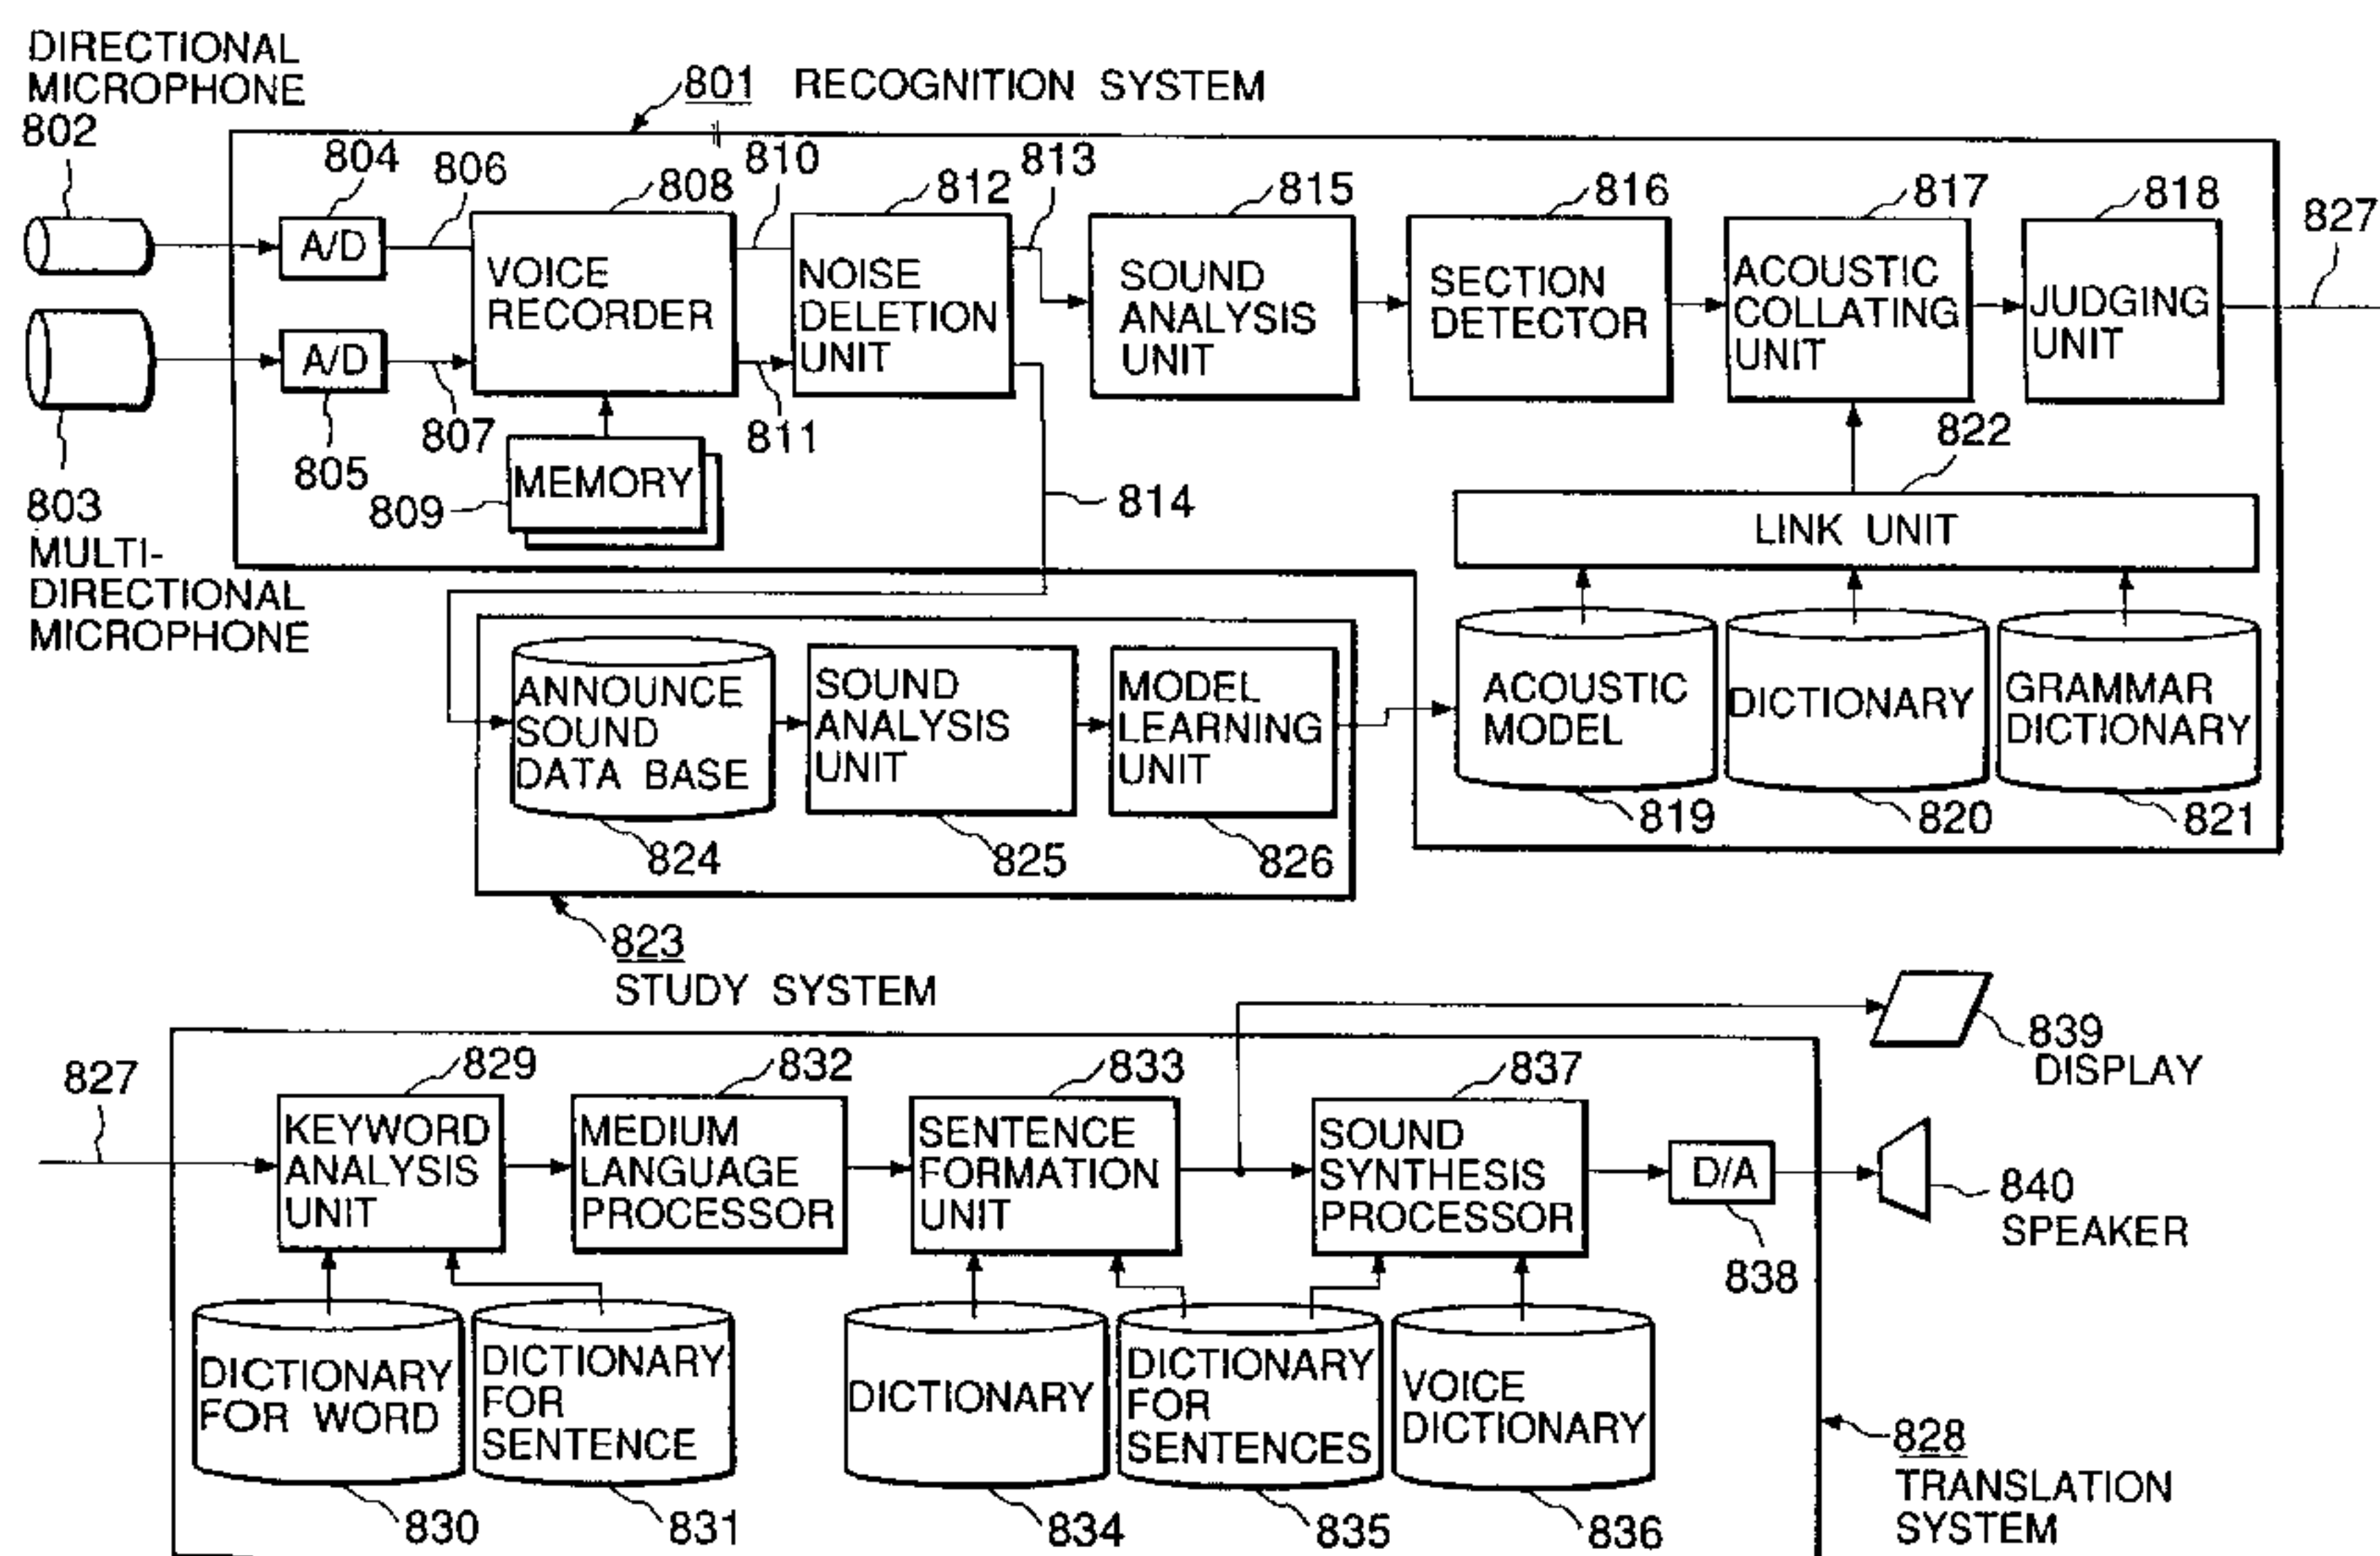 DIRECTIONAL
MICROPHONE
802
801 RECOGNITION SYSTEM
804
806
808
810
812
813
815
816
817
818
827
A/D
VOICE
RECORDER
NOISE
DELETION
UNIT
SOUND
ANALYSIS
UNIT
SECTION
DETECTOR
ACOUSTIC
COLLATING
UNIT
JUDGING
UNIT
A/D
805
807
811
822
803
MULTI-
DIRECTIONAL
MICROPHONE
809
MEMORY
814
LINK UNIT
ANNOUNCE
SOUND
DATA BASE
SOUND
ANALYSIS
UNIT
MODEL
LEARNING
UNIT
ACOUSTIC
MODEL
DICTIONARY
GRAMMAR
DICTIONARY
824
825
826
819
820
821
823
STUDY SYSTEM
839
DISPLAY
827
829
832
833
837
KEYWORD
ANALYSIS
UNIT
MEDIUM
LANGUAGE
PROCESSOR
SENTENCE
FORMATION
UNIT
SOUND
SYNTHESIS
PROCESSOR
D/A
838
840
SPEAKER
DICTIONARY
FOR WORD
DICTIONARY
FOR
SENTENCE
DICTIONARY
DICTIONARY
FOR
SENTENCES
VOICE
DICTIONARY
830
831
834
835
836
828
TRANSLATION
SYSTEM